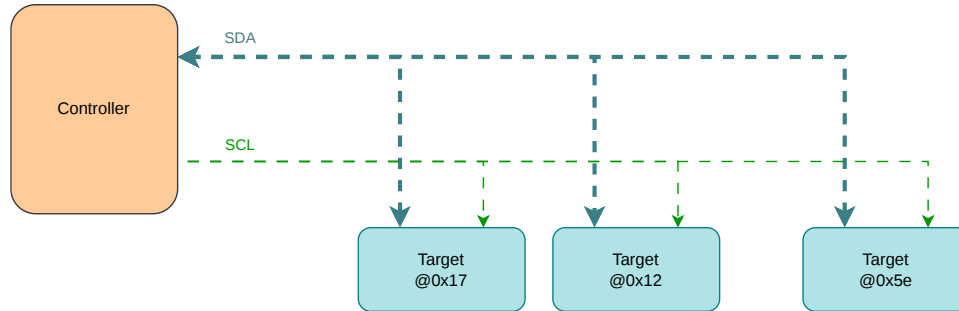 SDA
Controller
SCL
Target
@0x17
Target
@0x12
Target
@0x5e